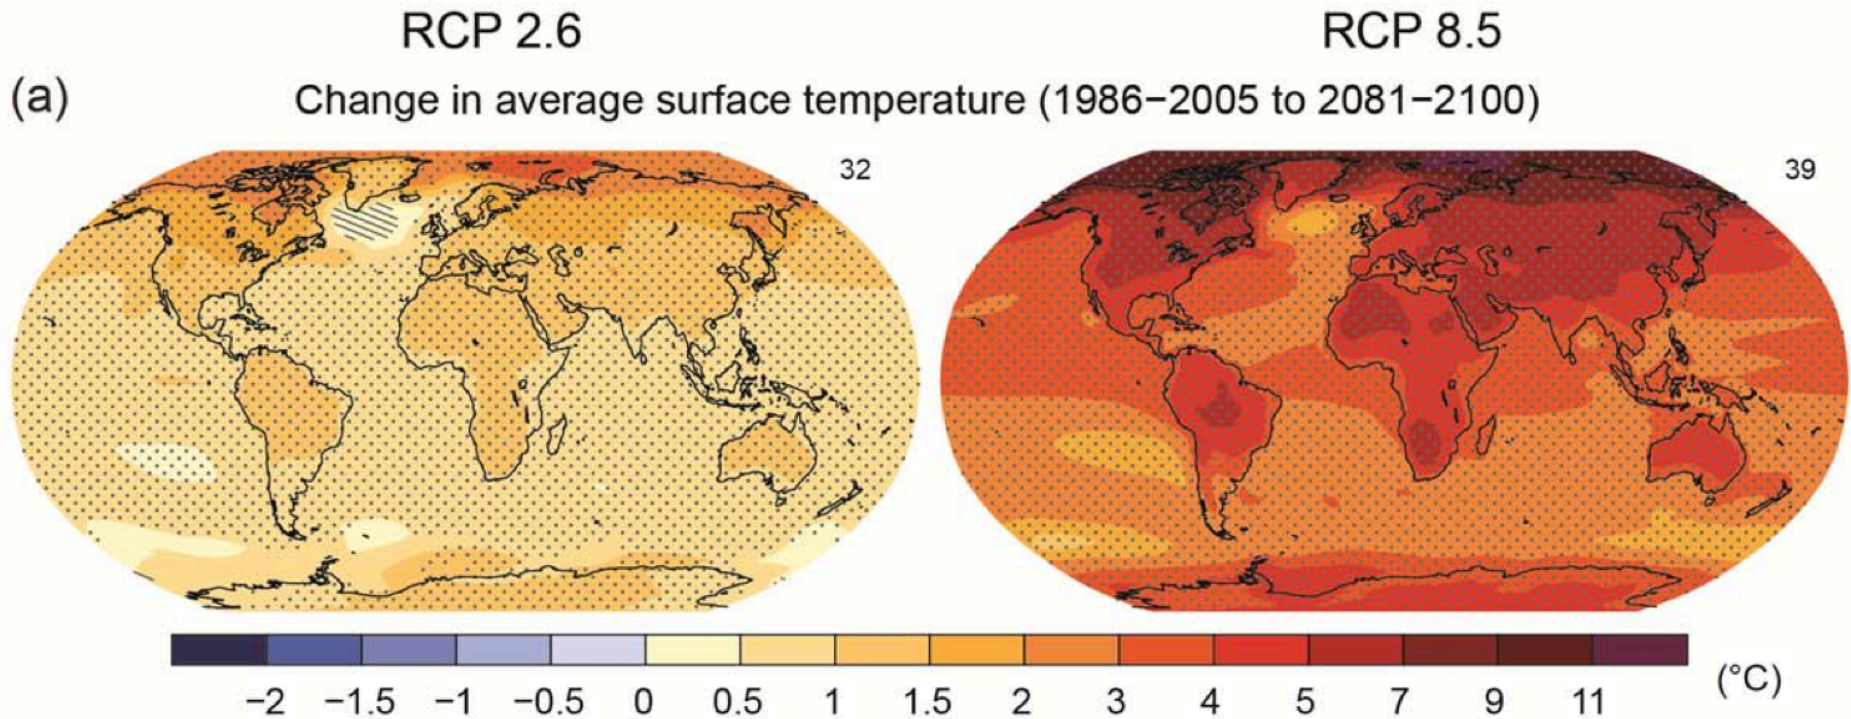 RCP 2.6 RCP 8.5
(a) Change in average surface temperature (1986−2005 to 2081−2100)
32 39
−2 −1.5 −1 −0.5 0 0.5 1 1.5 2 3 4 5 7 9 11 (°C)